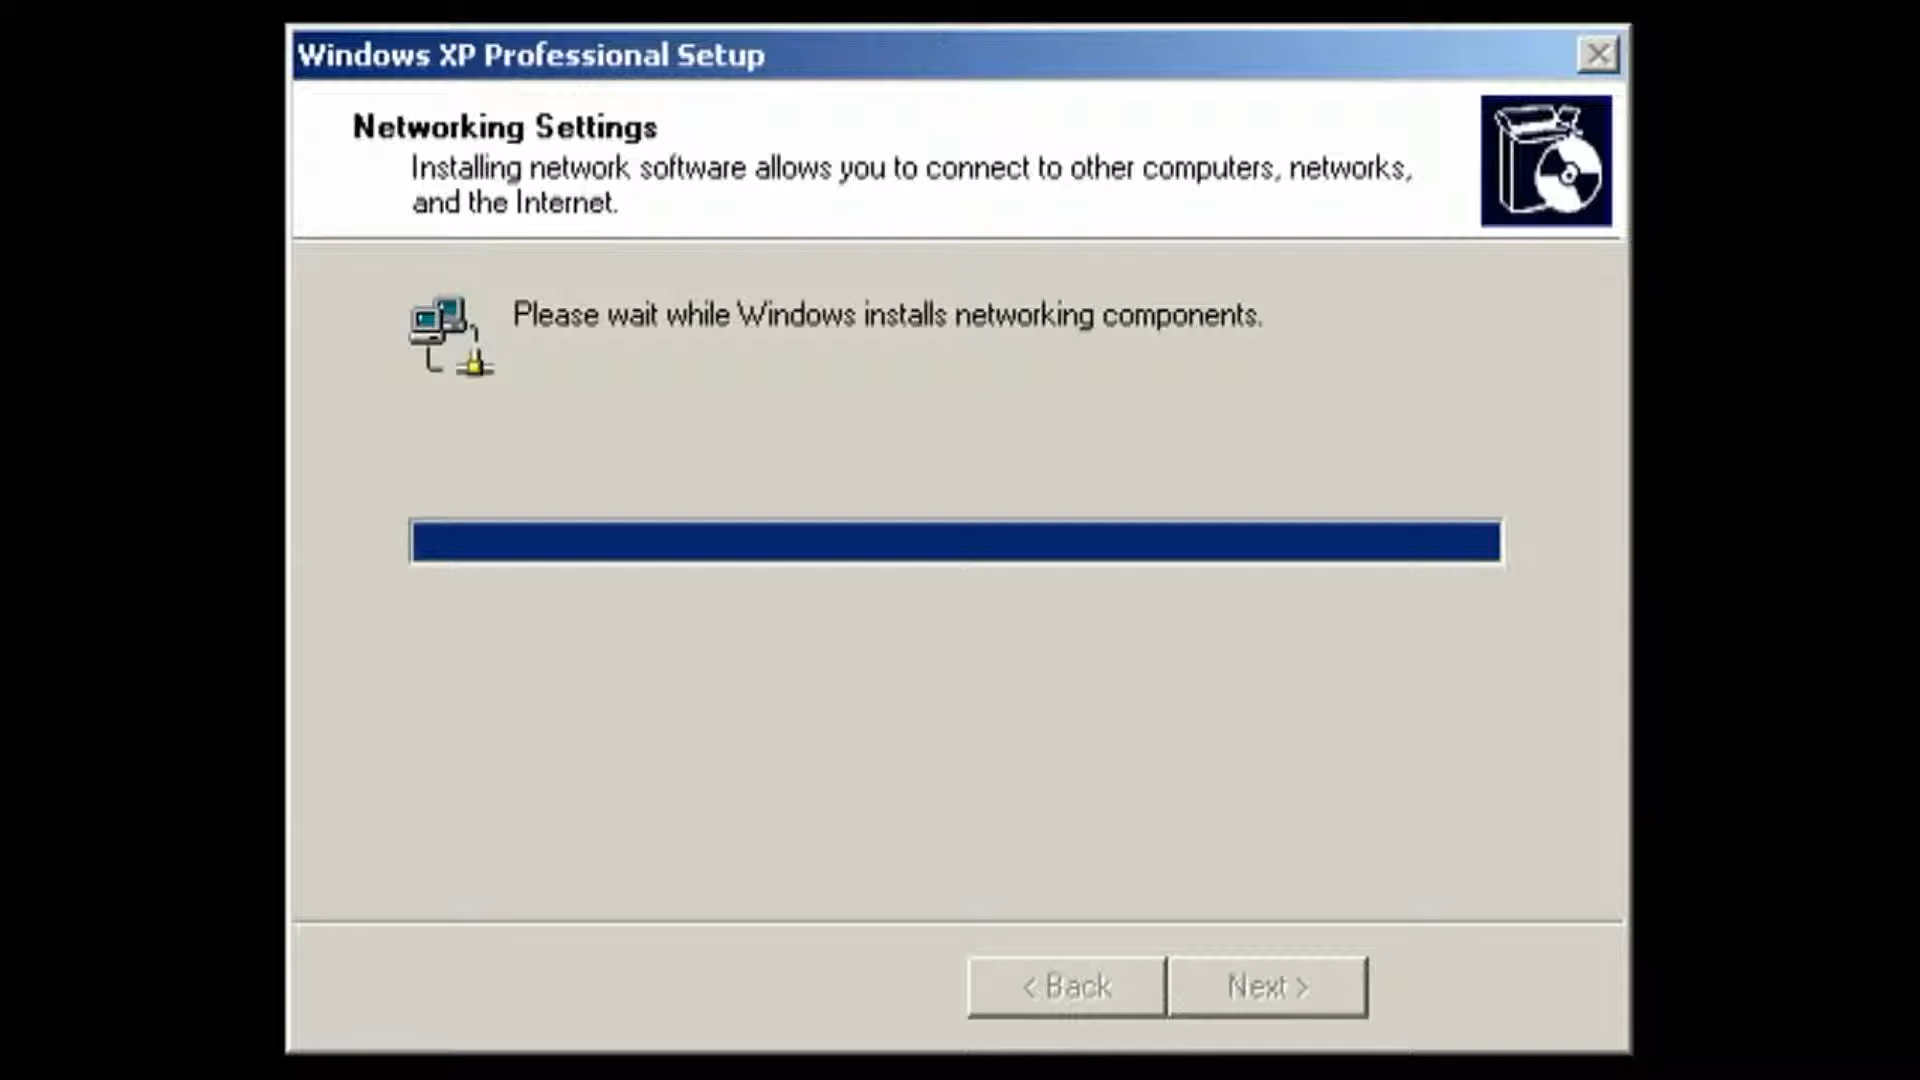 Windows XP Professional Setup
Networking Settings
Installing network software allows you to connect to other computers, networks,
and the Internet.
Please wait while Windows installs networking components.
< Back
Next >